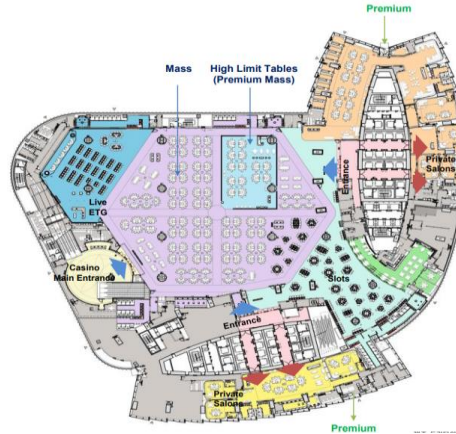 Premium
Mass
High Limit Tables
(Premium Mass)
Entrance
Private
Salons
Live
ETG
Casino
Main Entrance
Slots
Entrance
Private
Salons
Premium